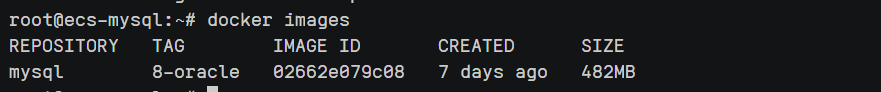 root@ecs-mysql:~# docker images
REPOSITORY   TAG        IMAGE ID       CREATED      SIZE
mysql        8-oracle   02662e079c08   7 days ago   482MB